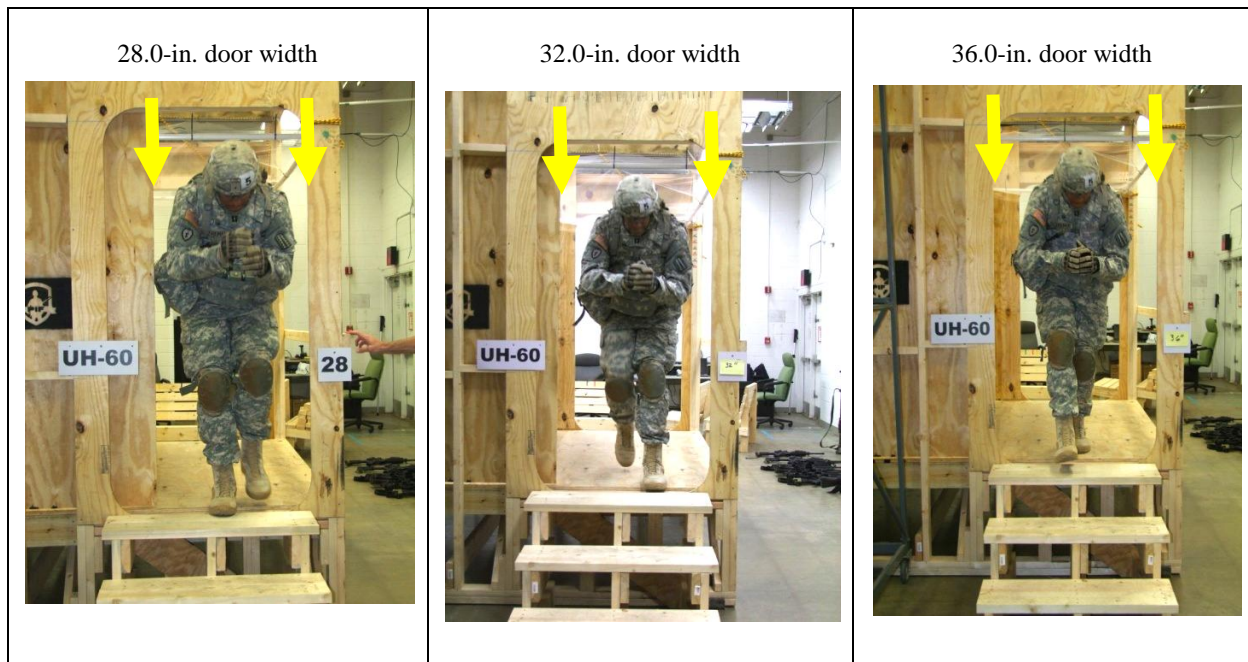 28.0-in. door width
32.0-in. door width
36.0-in. door width
UH-60
28
UH-60
UH-60
36"